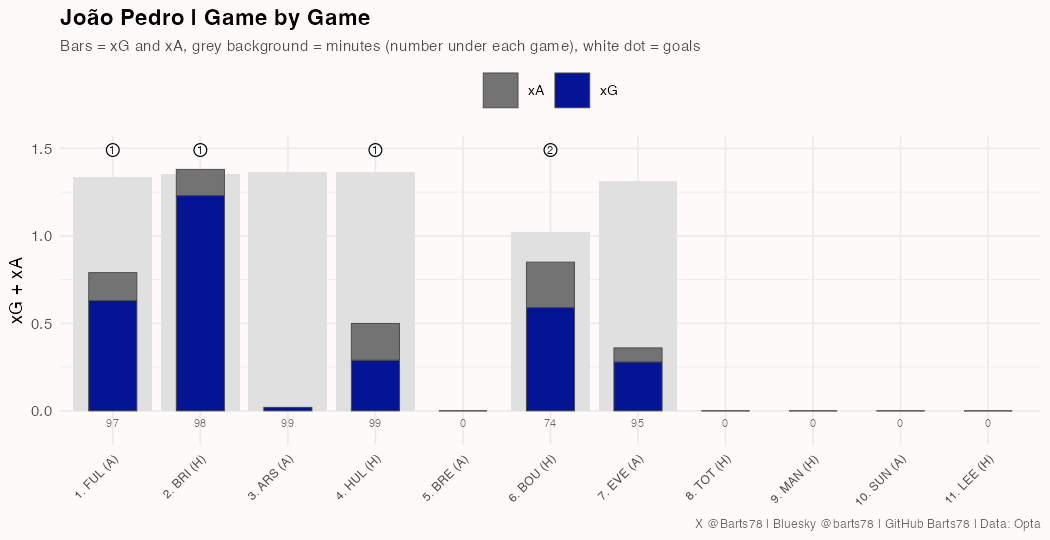 João Pedro | Game by Game
Bars = xG and xA, grey background = minutes (number under each game), white dot = goals
xA xG
xG + xA
1.5
1.0
0.5
0.0
1 1 1 2
97 98 99 99 0 74 95 0 0 0 0
1. FUL (A)
2. BRI (H)
3. ARS (A)
4. HUL (H)
5. BRE (A)
6. BOU (H)
7. EVE (A)
8. TOT (H)
9. MAN (H)
10. SUN (A)
11. LEE (H)
X @Barts78 | Bluesky @barts78 | GitHub Barts78 | Data: Opta